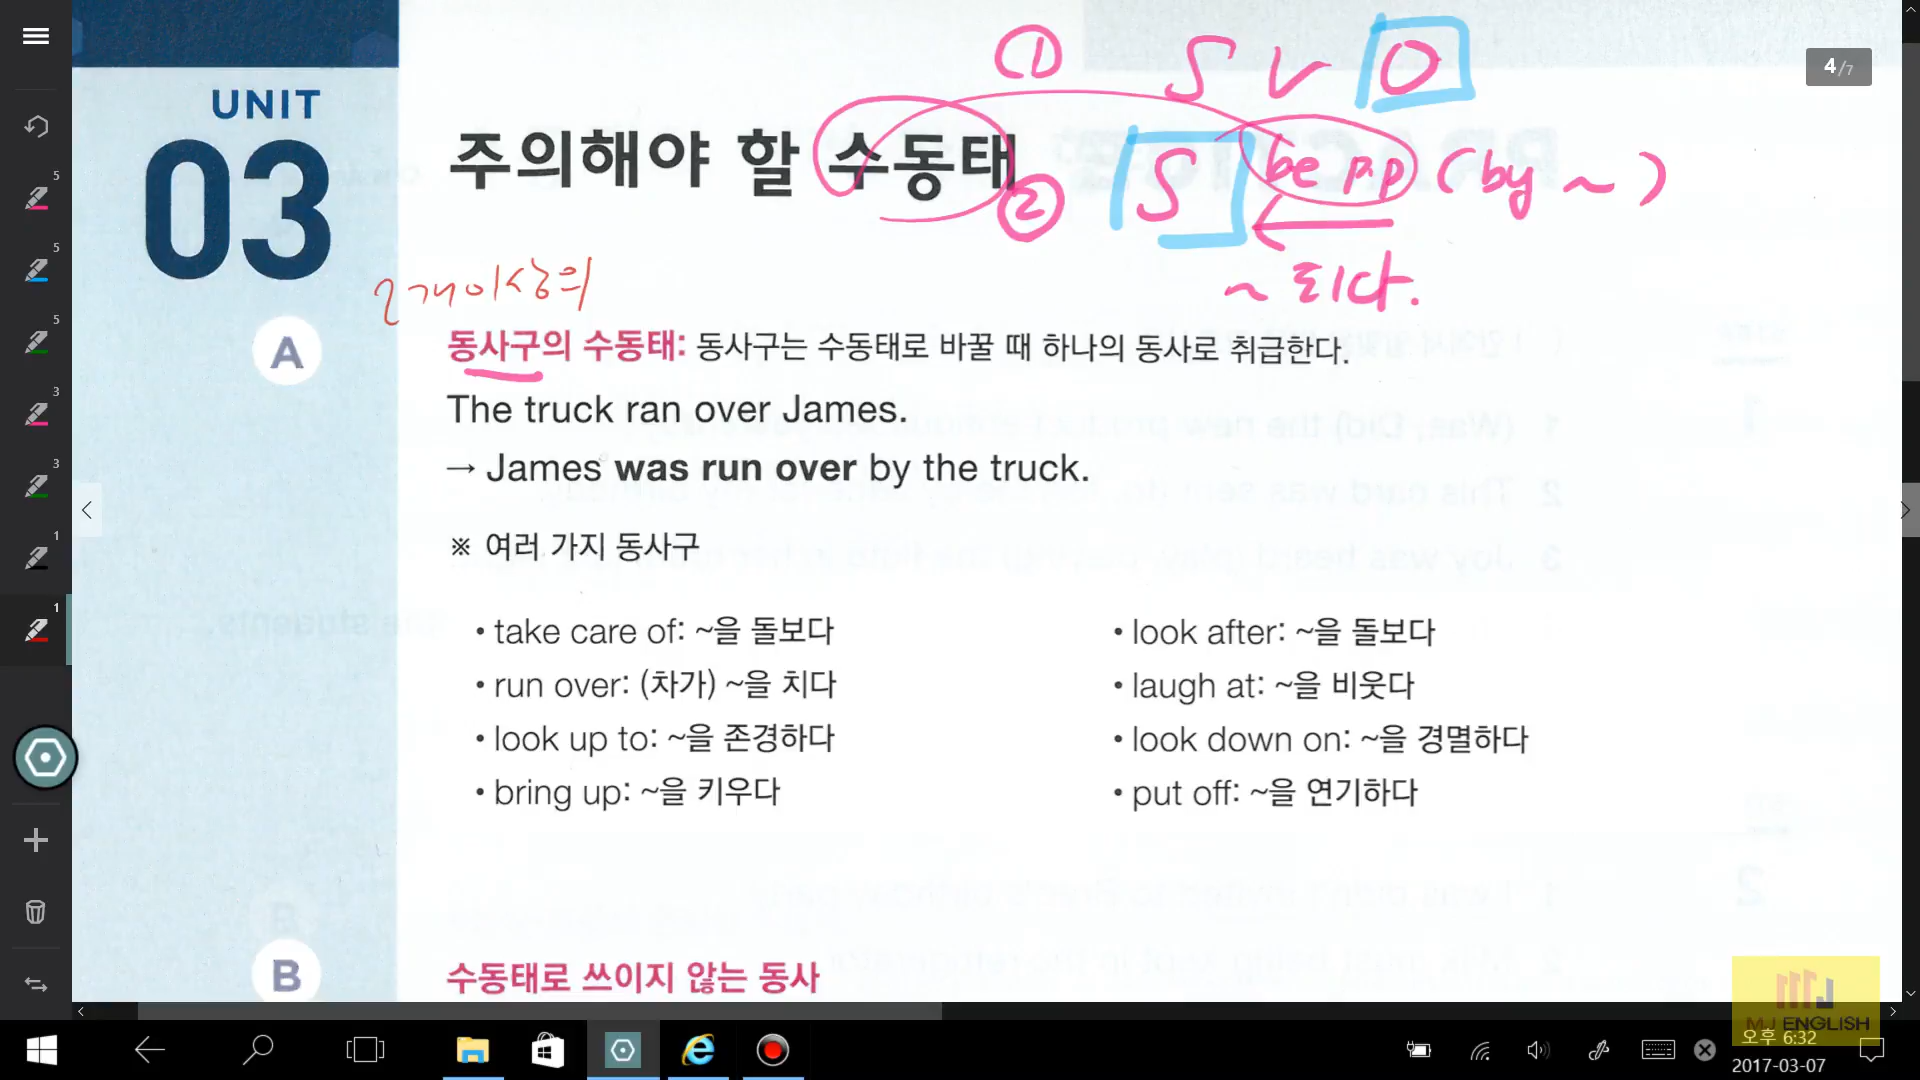 ① S V O
4/7
UNIT
03
주의해야 할 수동태
② S be p.p (by ~)
~ 되다.
2개이상의
A
동사구의 수동태: 동사구는 수동태로 바꿀 때 하나의 동사로 취급한다.
The truck ran over James.
→ James was run over by the truck.
※ 여러 가지 동사구
• take care of: ~을 돌보다
• look after: ~을 돌보다
• run over: (차가) ~을 치다
• laugh at: ~을 비웃다
• look up to: ~을 존경하다
• look down on: ~을 경멸하다
• bring up: ~을 키우다
• put off: ~을 연기하다
B
수동태로 쓰이지 않는 동사
5
5
5
3
3
1
1
MJ ENGLISH
오후 6:32
2017-03-07